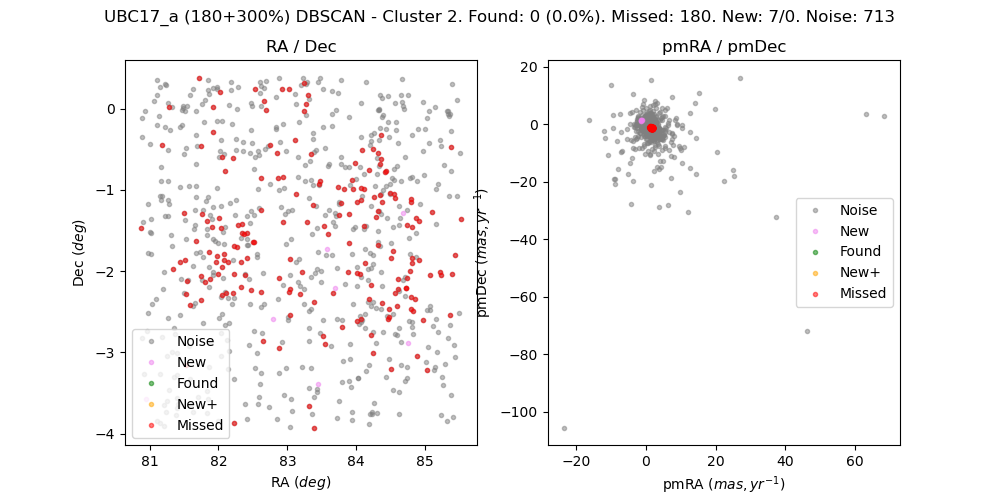 UBC17_a (180+300%) DBSCAN - Cluster 2. Found: 0 (0.0%). Missed: 180. New: 7/0. Noise: 713
RA / Dec
0
−1
−2
−3
−4
Dec (deg)
81 82 83 84 85
RA (deg)
Noise
New
Found
New+
Missed
pmRA / pmDec
20
0
−20
−40
−60
−80
−100
pmDec (mas, yr⁻¹)
−20 0 20 40 60
pmRA (mas, yr⁻¹)
Noise
New
Found
New+
Missed